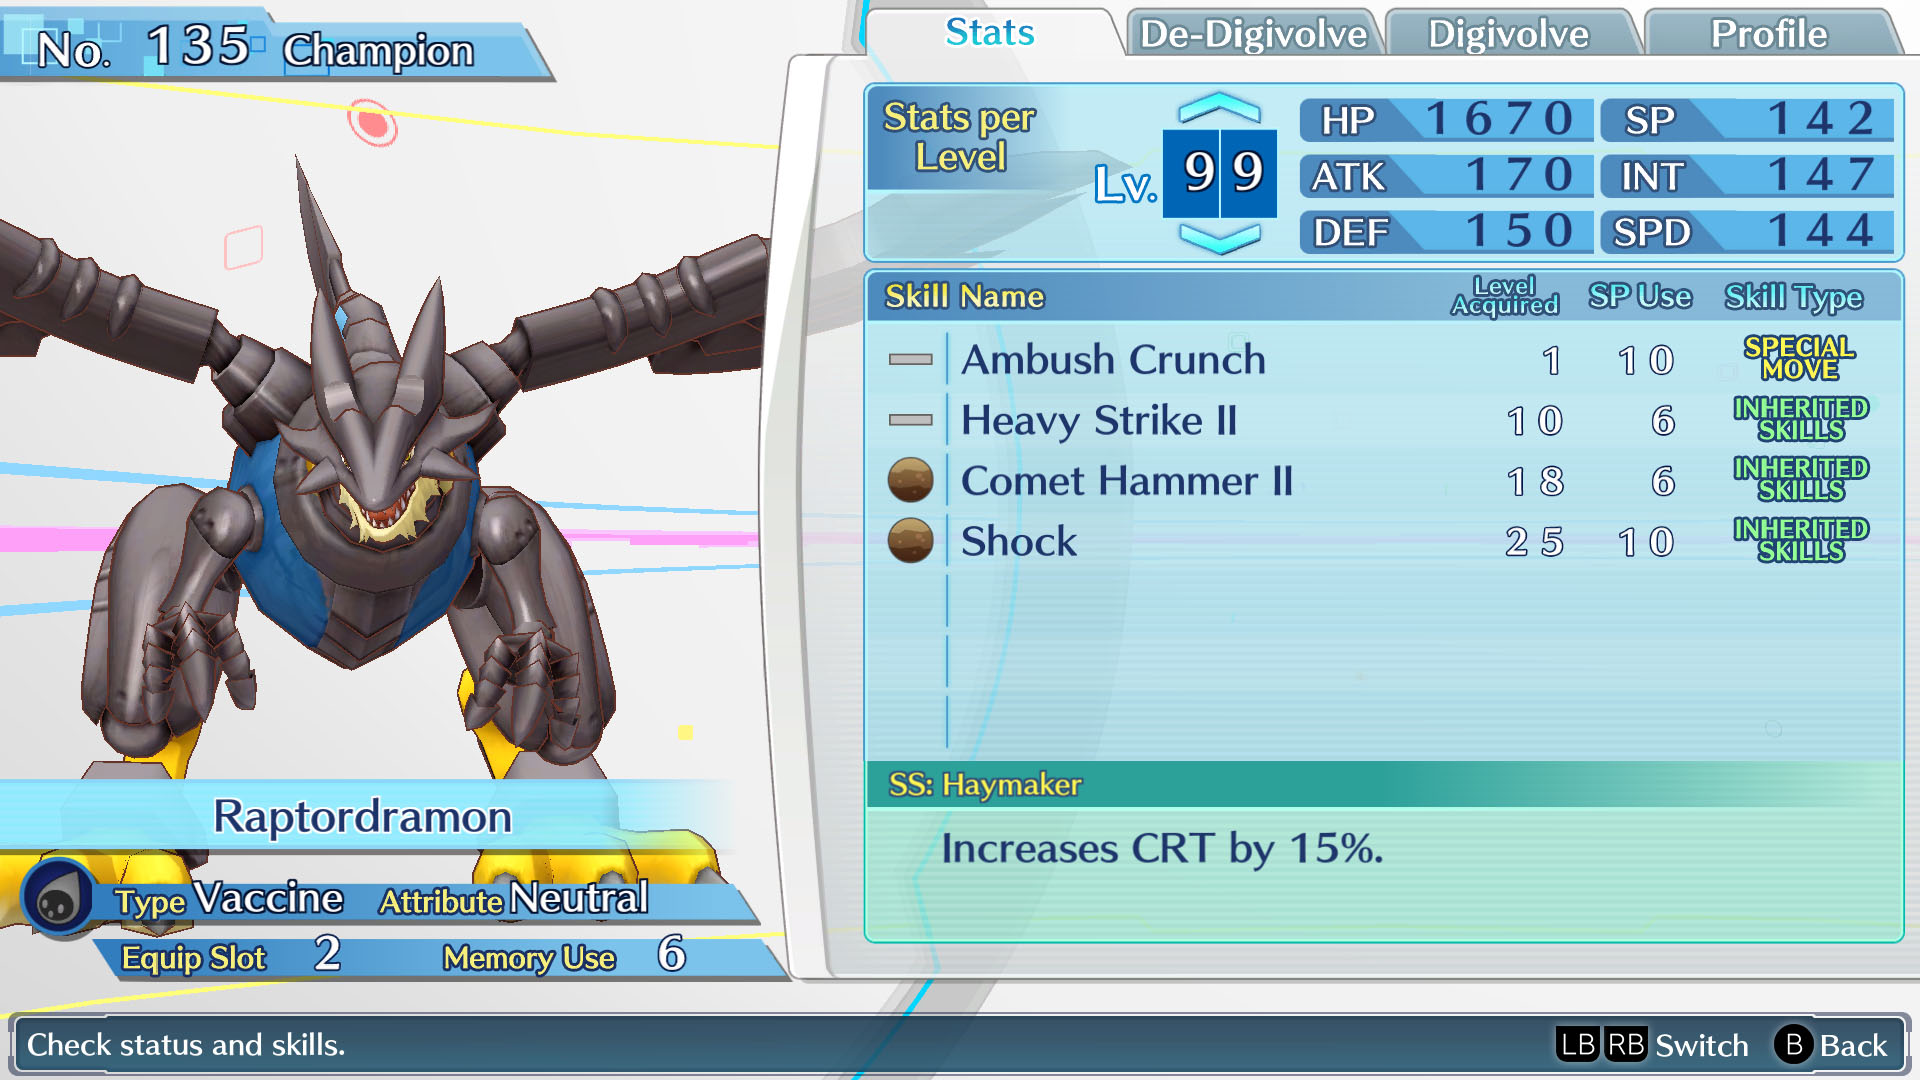 No. 135 Champion
Stats De-Digivolve Digivolve Profile
Stats per
Level
Lv. 99
HP 1670 SP 142
ATK 170 INT 147
DEF 150 SPD 144
Skill Name Level Acquired SP Use Skill Type
Ambush Crunch 1 10 SPECIAL MOVE
Heavy Strike II 10 6 INHERITED SKILLS
Comet Hammer II 18 6 INHERITED SKILLS
Shock 25 10 INHERITED SKILLS
SS: Haymaker
Increases CRT by 15%.
Raptordramon
Type Vaccine Attribute Neutral
Equip Slot 2 Memory Use 6
Check status and skills.
LB RB Switch B Back